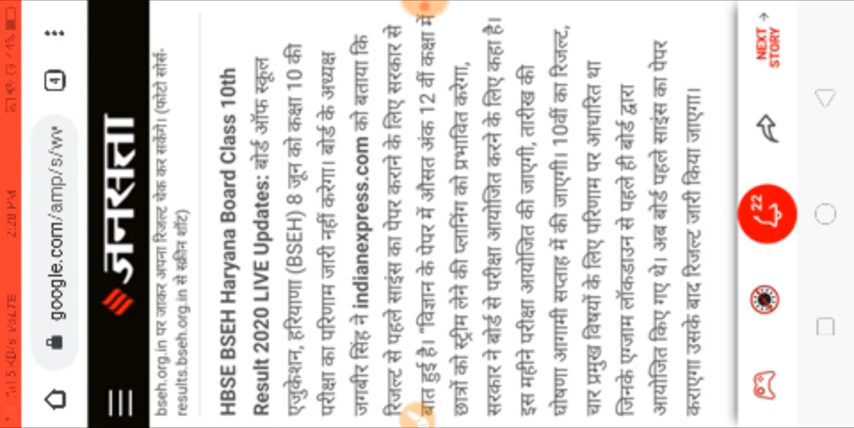 2:28 PM
google.com/amp/s/w
4
जनसत्ता
bseh.org.in पर जाकर अपना रिजल्ट चेक कर सकेंगे। (फोटो सोर्स-
results.bseh.org.in से स्क्रीन शॉट)
HBSE BSEH Haryana Board Class 10th
Result 2020 LIVE Updates: बोर्ड ऑफ स्कूल
एजुकेशन, हरियाणा (BSEH) 8 जून को कक्षा 10 की
परीक्षा का परिणाम जारी नहीं करेगा। बोर्ड के अध्यक्ष
जगबीर सिंह ने indianexpress.com को बताया कि
रिजल्ट से पहले साइंस का पेपर कराने के लिए सरकार से
बात हुई है। "विज्ञान के पेपर में औसत अंक 12 वीं कक्षा में
छात्रों को स्ट्रीम लेने की प्लानिंग को प्रभावित करेगा,
सरकार ने बोर्ड से परीक्षा आयोजित करने के लिए कहा है।
इस महीने परीक्षा आयोजित की जाएगी, तारीख की
घोषणा आगामी सप्ताह में की जाएगी। 10वीं का रिजल्ट,
चार प्रमुख विषयों के लिए परिणाम पर आधारित था
जिनके एग्जाम लॉकडाउन से पहले ही बोर्ड द्वारा
आयोजित किए गए थे। अब बोर्ड पहले साइंस का पेपर
कराएगा उसके बाद रिजल्ट जारी किया जाएगा।
22
NEXT
STORY